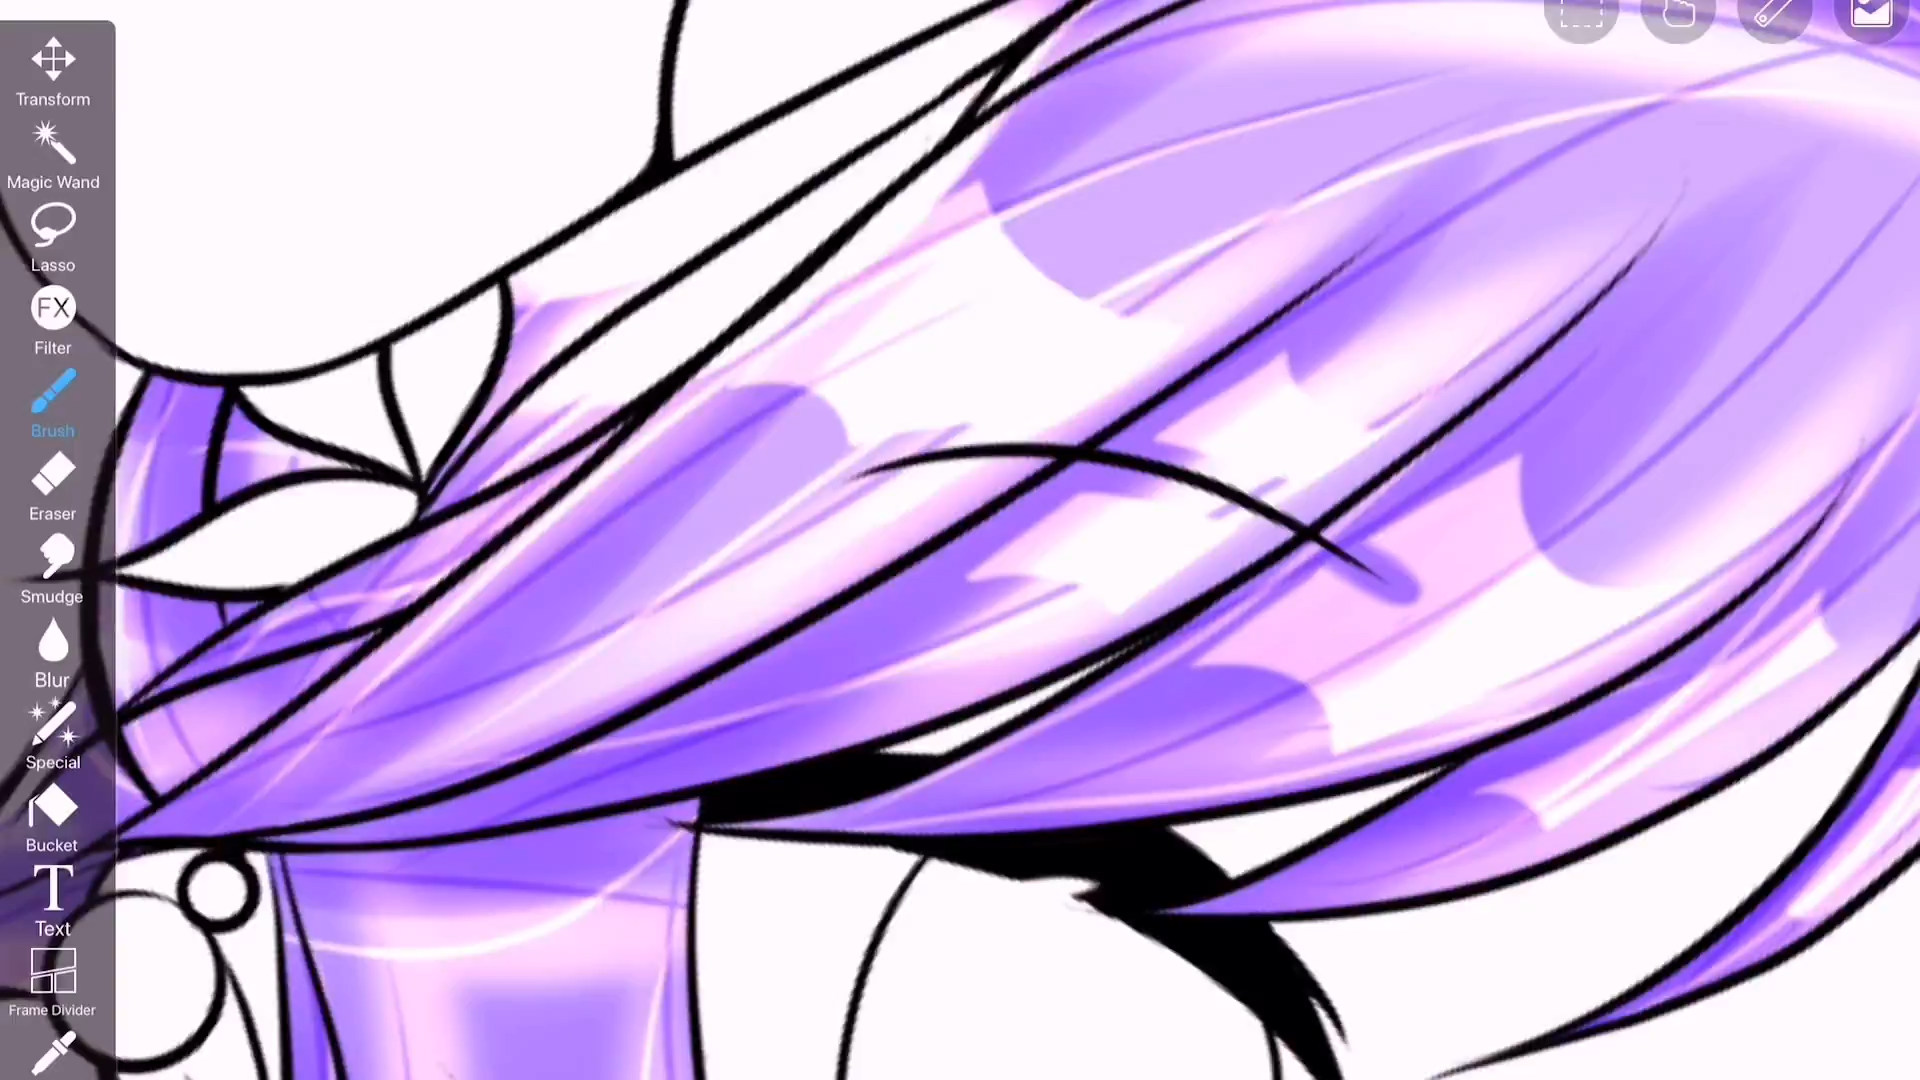 Transform
Magic Wand
Lasso
FX
Filter
Brush
Eraser
Smudge
Blur
Special
Bucket
T
Text
Frame Divider